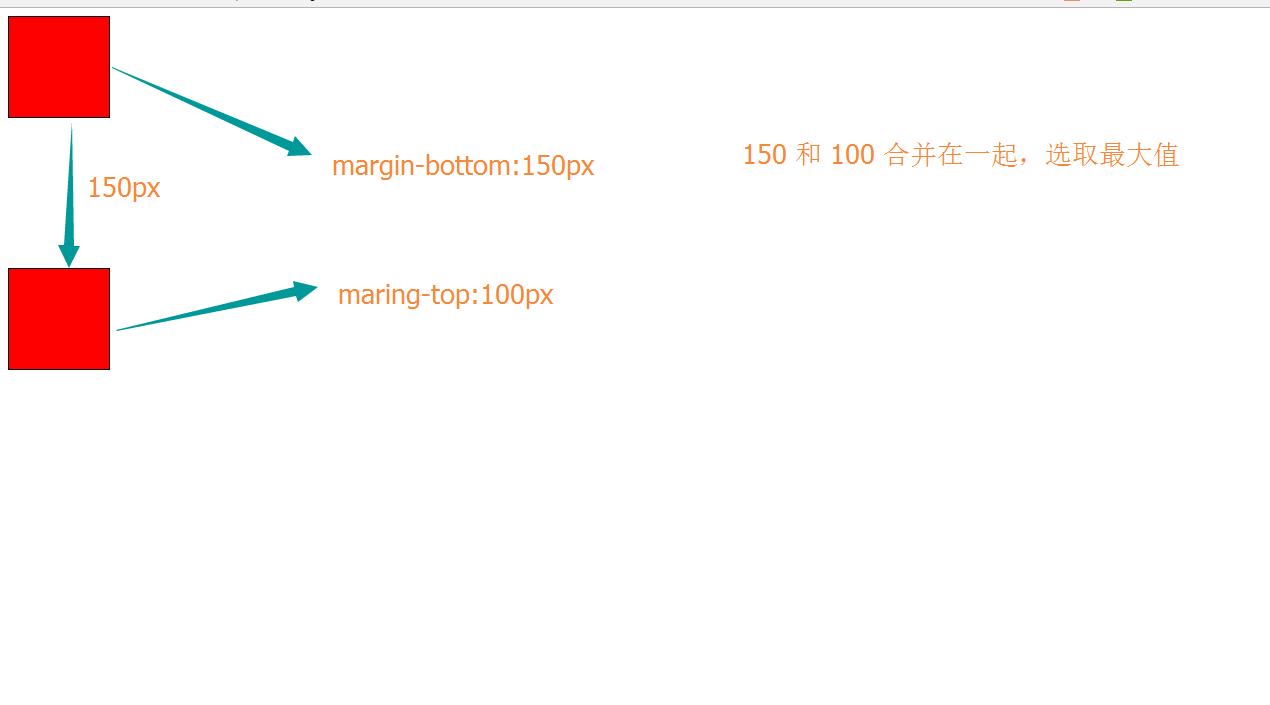 margin-bottom:150px
150 和 100 合并在一起，选取最大值
150px
maring-top:100px